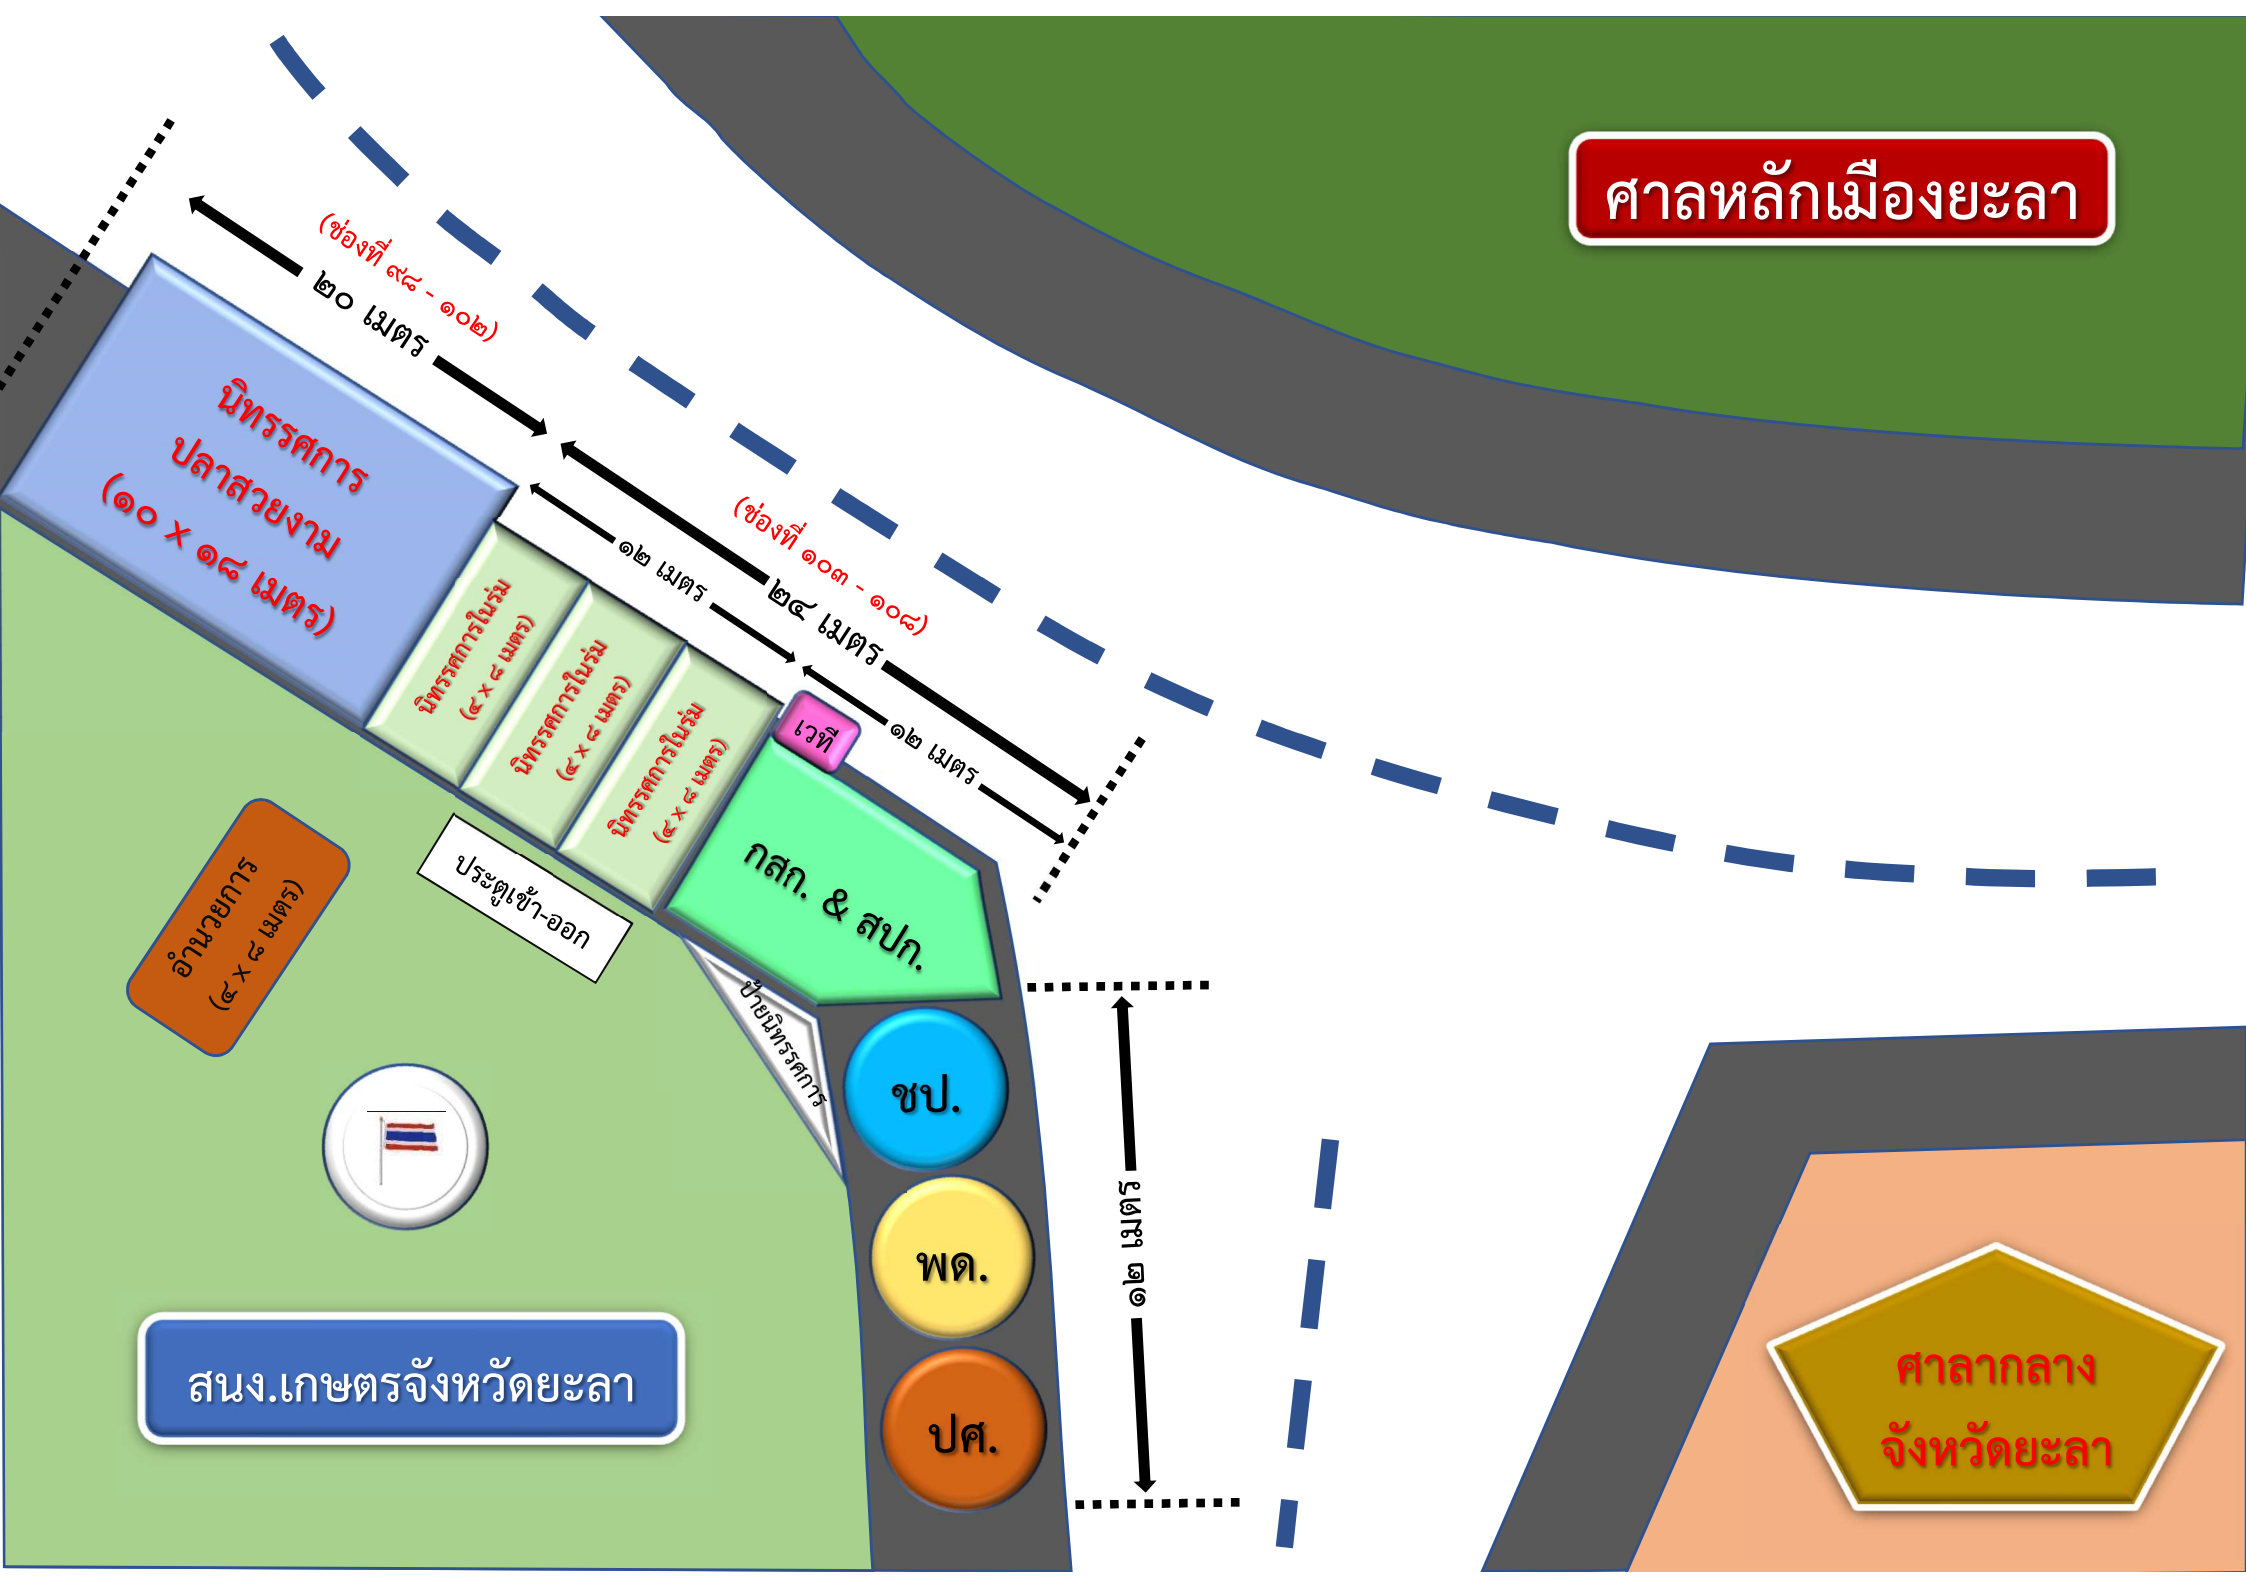 ศาลหลักเมืองยะลา
(ช่องที่ ๙๘ - ๑๐๒)
๒๐ เมตร
นิทรรศการ
ปลาสวยงาม
(๑๐ x ๑๘ เมตร)
(ช่องที่ ๑๐๓ - ๑๐๘)
๒๔ เมตร
๑๒ เมตร
๑๒ เมตร
นิทรรศการในร่ม
(๔ x ๘ เมตร)
นิทรรศการในร่ม
(๔ x ๘ เมตร)
นิทรรศการในร่ม
(๔ x ๘ เมตร)
เวที
กสก. & สปก.
ประตูเข้า-ออก
อำนวยการ
(๔ x ๘ เมตร)
ป้ายนิทรรศการ
ชป.
พด.
ปศ.
๑๒ เมตร
สนง.เกษตรจังหวัดยะลา
ศาลากลาง
จังหวัดยะลา